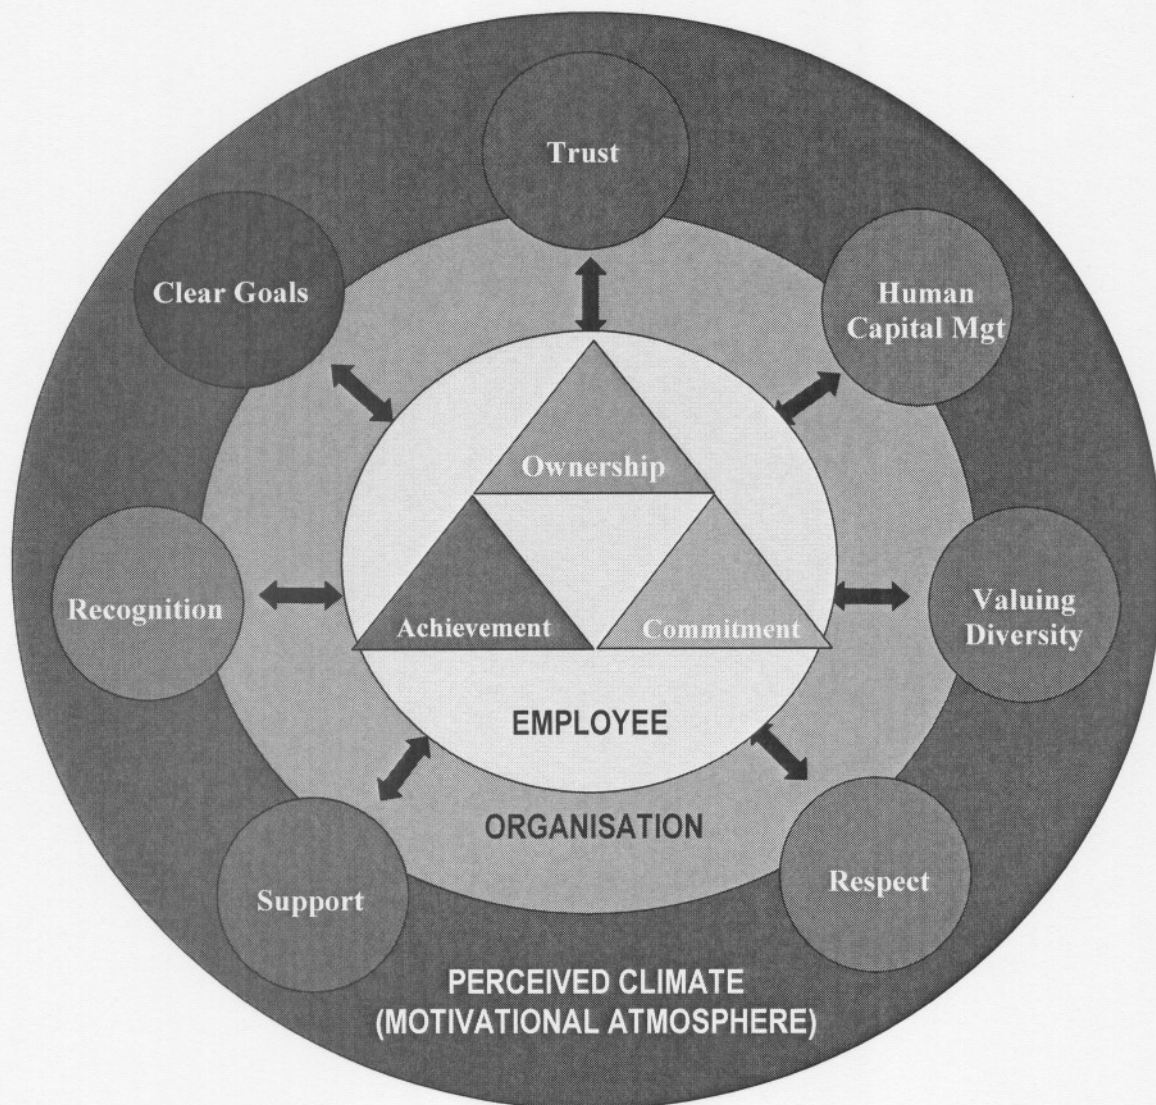 Trust
Clear Goals
Human
Capital Mgt
Ownership
Recognition
Achievement
Commitment
Valuing
Diversity
EMPLOYEE
ORGANISATION
Support
Respect
PERCEIVED CLIMATE
(MOTIVATIONAL ATMOSPHERE)